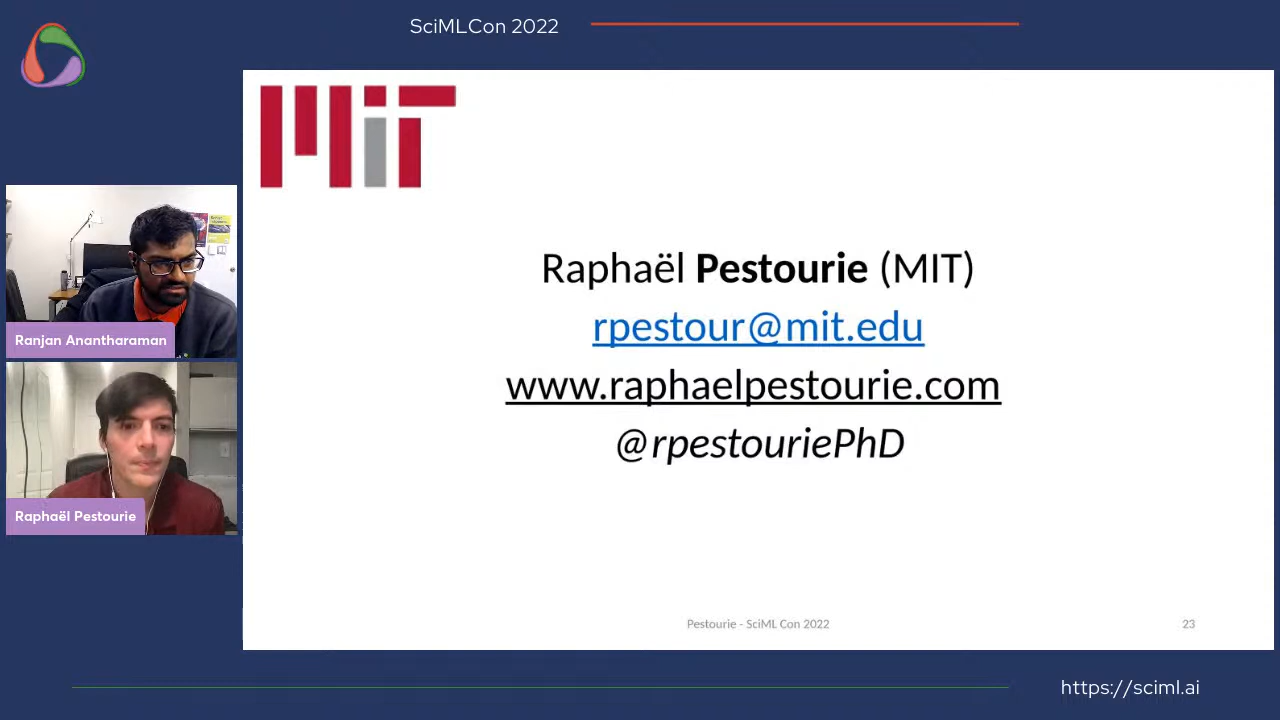 SciMLCon 2022
MIT
Raphaël Pestourie (MIT)
rpestour@mit.edu
www.raphaelpestourie.com
@rpestouriePhD
Ranjan Anantharaman
Raphaël Pestourie
Pestourie - SciML Con 2022
23
https://sciml.ai